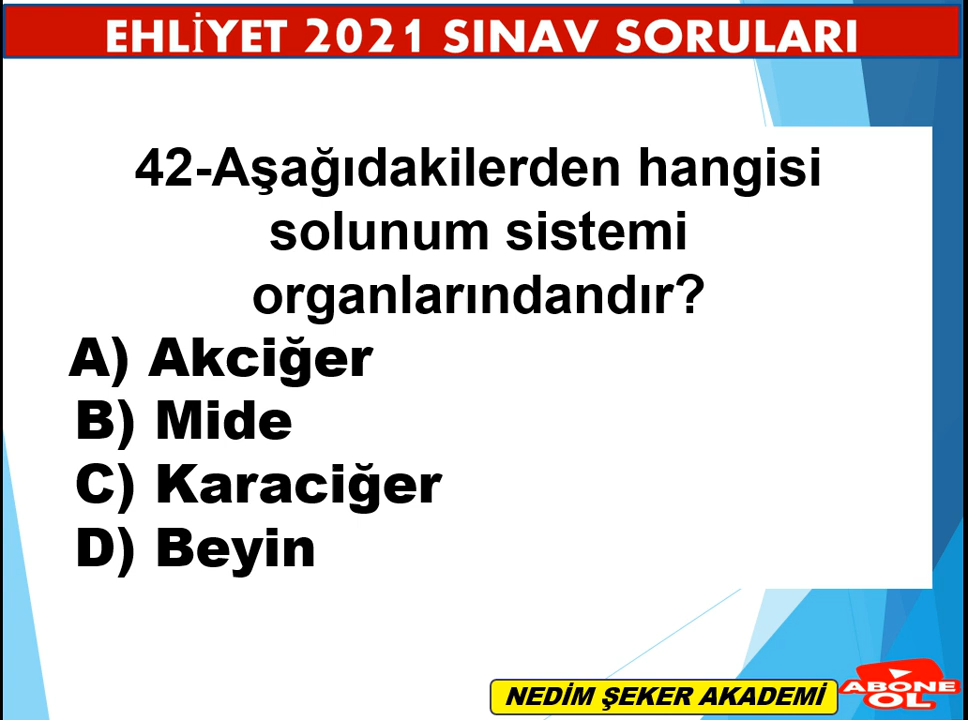 EHLİYET 2021 SINAV SORULARI
42-Aşağıdakilerden hangisi
solunum sistemi
organlarındandır?
A) Akciğer
B) Mide
C) Karaciğer
D) Beyin
NEDİM ŞEKER AKADEMİ
ABONE
OL